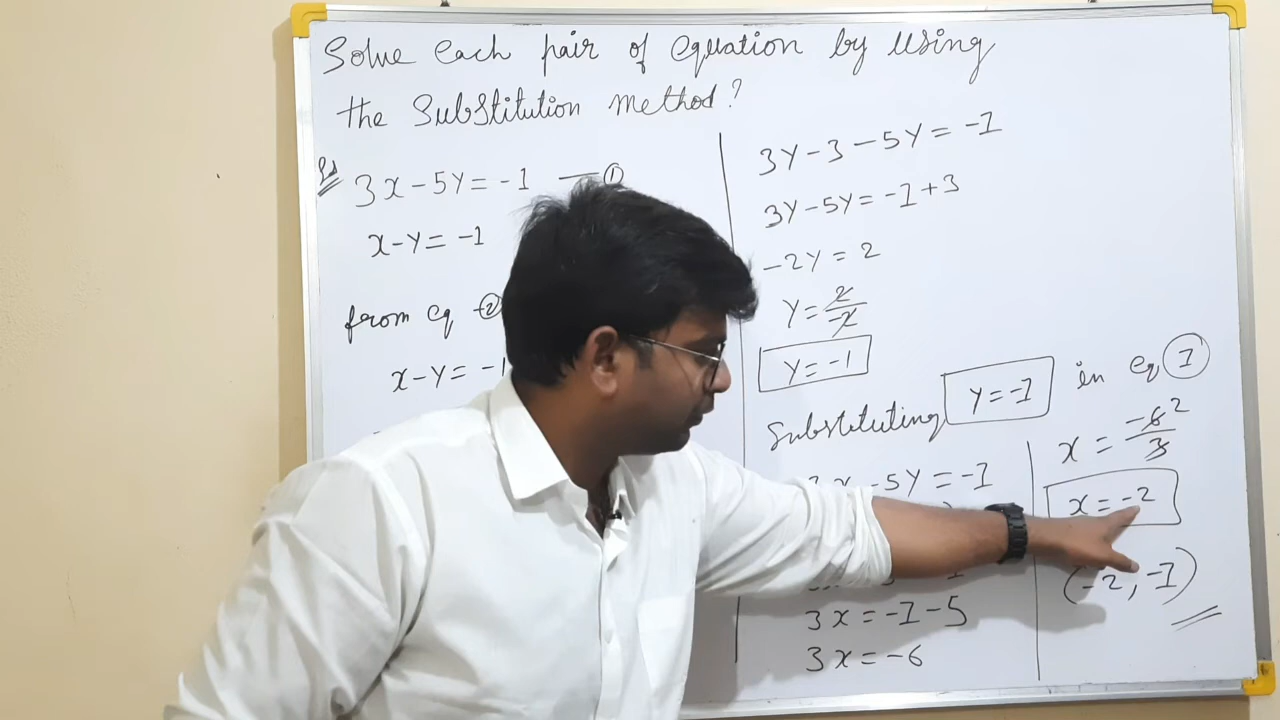 Solve each pair of equation by using
the Substitution method?
3x-5y=-1 — ①
x-y=-1
from eq ②
x-y=-1
3y-3-5y=-1
3y-5y=-1+3
-2y=2
y=2/-2
y=-1
Substituting y=-1 in eq ①
3x-5y=-1
3x=-1-5
3x=-6
x=-6/3 2
x=-2
(-2,-1)